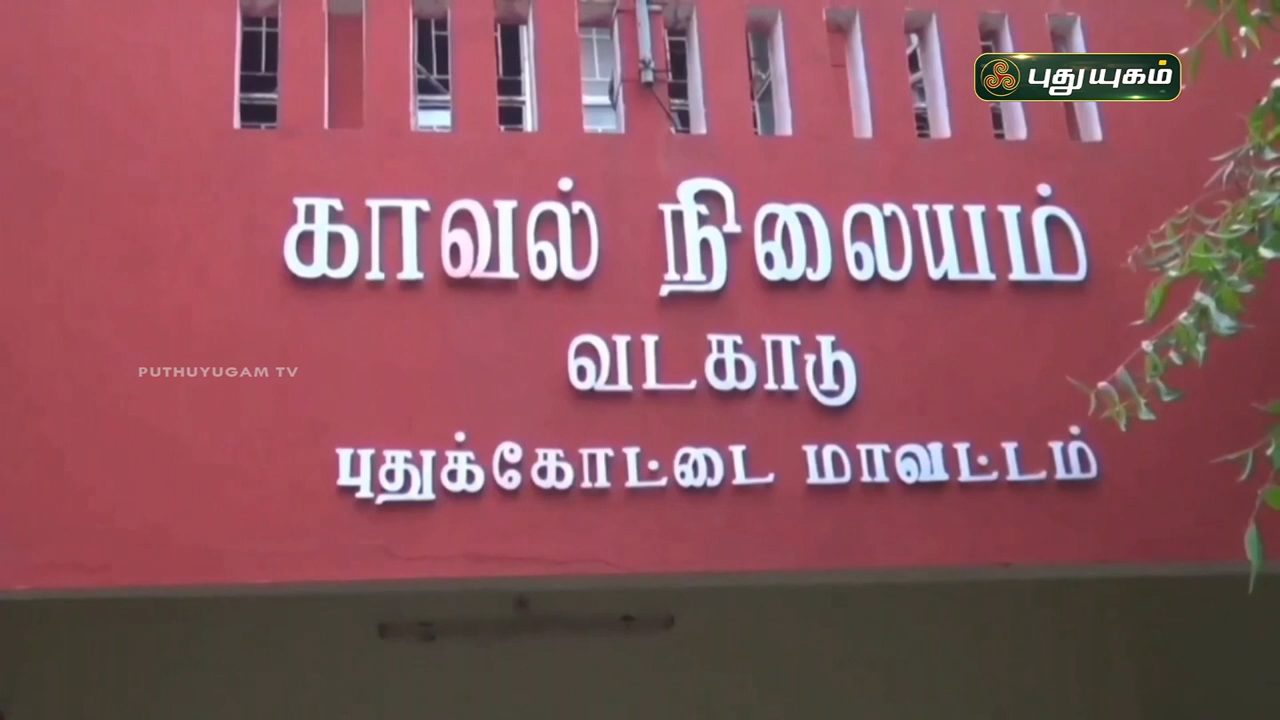 புதுயுகம்
காவல் நிலையம்
வடகாடு
PUTHUYUGAM TV
புதுக்கோட்டை மாவட்டம்